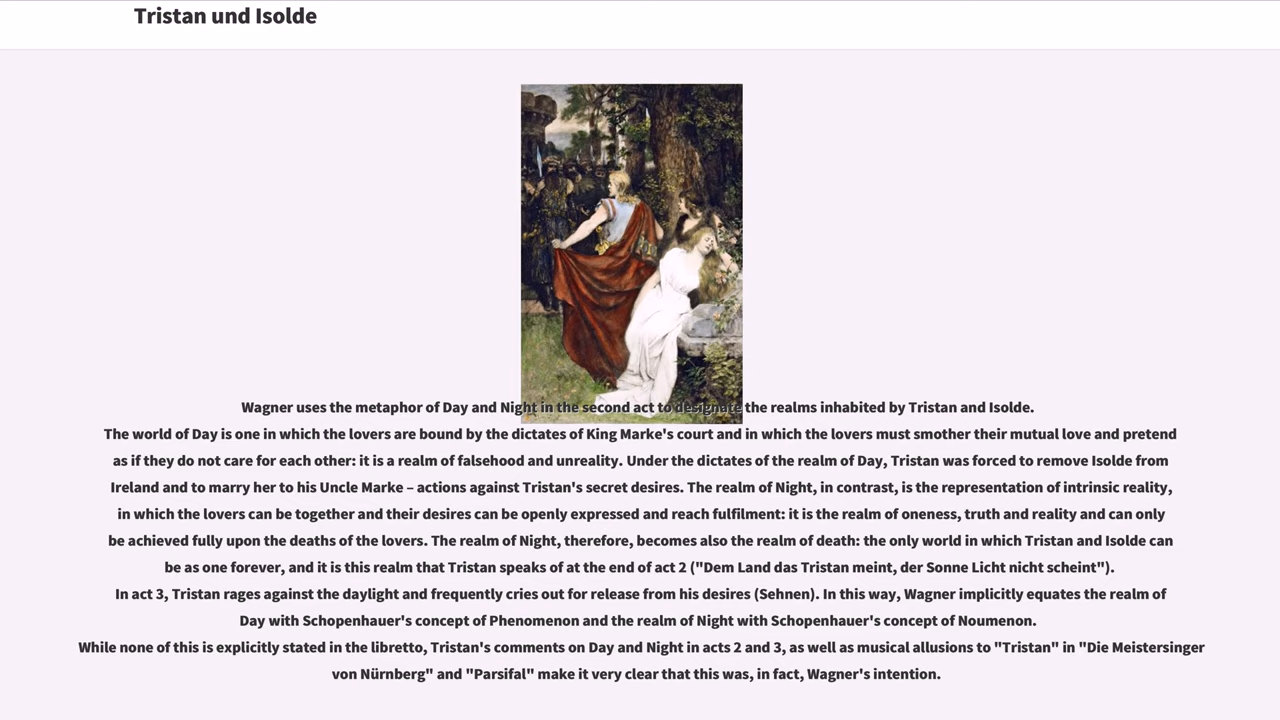 Tristan und Isolde
Wagner uses the metaphor of Day and Night in the second act to designate the realms inhabited by Tristan and Isolde.
The world of Day is one in which the lovers are bound by the dictates of King Marke's court and in which the lovers must smother their mutual love and pretend
as if they do not care for each other: it is a realm of falsehood and unreality. Under the dictates of the realm of Day, Tristan was forced to remove Isolde from
Ireland and to marry her to his Uncle Marke – actions against Tristan's secret desires. The realm of Night, in contrast, is the representation of intrinsic reality,
in which the lovers can be together and their desires can be openly expressed and reach fulfilment: it is the realm of oneness, truth and reality and can only
be achieved fully upon the deaths of the lovers. The realm of Night, therefore, becomes also the realm of death: the only world in which Tristan and Isolde can
be as one forever, and it is this realm that Tristan speaks of at the end of act 2 ("Dem Land das Tristan meint, der Sonne Licht nicht scheint").
In act 3, Tristan rages against the daylight and frequently cries out for release from his desires (Sehnen). In this way, Wagner implicitly equates the realm of
Day with Schopenhauer's concept of Phenomenon and the realm of Night with Schopenhauer's concept of Noumenon.
While none of this is explicitly stated in the libretto, Tristan's comments on Day and Night in acts 2 and 3, as well as musical allusions to "Tristan" in "Die Meistersinger
von Nürnberg" and "Parsifal" make it very clear that this was, in fact, Wagner's intention.